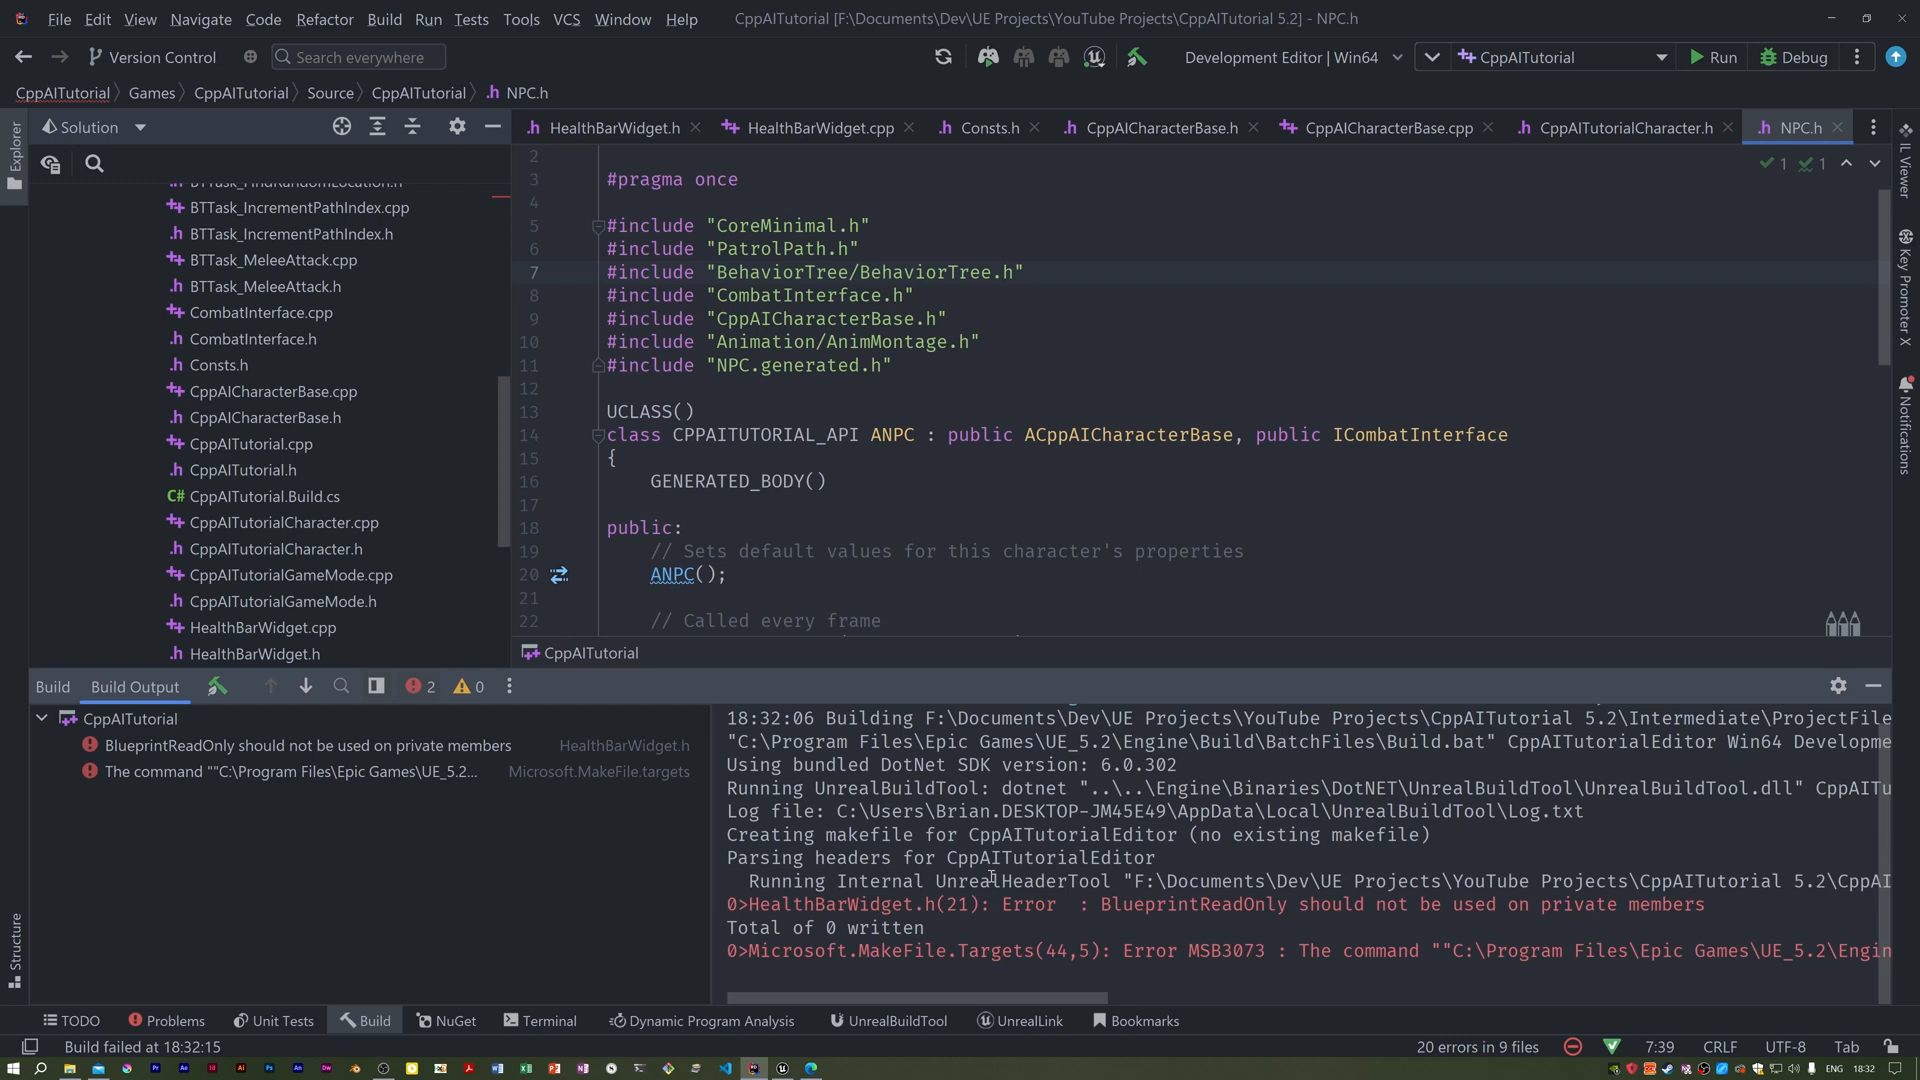 File Edit View Navigate Code Refactor Build Run Tests Tools VCS Window Help CppAITutorial [F:\Documents\Dev\UE Projects\YouTube Projects\CppAITutorial 5.2] - NPC.h
Version Control Search everywhere Development Editor | Win64 CppAITutorial Run Debug
CppAITutorial Games CppAITutorial Source CppAITutorial NPC.h
Explorer
Solution
HealthBarWidget.h HealthBarWidget.cpp Consts.h CppAICharacterBase.h CppAICharacterBase.cpp CppAITutorialCharacter.h NPC.h
BTTask_FindRandomLocation.h
BTTask_IncrementPathIndex.cpp
BTTask_IncrementPathIndex.h
BTTask_MeleeAttack.cpp
BTTask_MeleeAttack.h
CombatInterface.cpp
CombatInterface.h
Consts.h
CppAICharacterBase.cpp
CppAICharacterBase.h
CppAITutorial.cpp
CppAITutorial.h
C# CppAITutorial.Build.cs
CppAITutorialCharacter.cpp
CppAITutorialCharacter.h
CppAITutorialGameMode.cpp
CppAITutorialGameMode.h
HealthBarWidget.cpp
HealthBarWidget.h
1 1
2
3 #pragma once
4
5 #include "CoreMinimal.h"
6 #include "PatrolPath.h"
7 #include "BehaviorTree/BehaviorTree.h"
8 #include "CombatInterface.h"
9 #include "CppAICharacterBase.h"
10 #include "Animation/AnimMontage.h"
11 #include "NPC.generated.h"
12
13 UCLASS()
14 class CPPAITUTORIAL_API ANPC : public ACppAICharacterBase, public ICombatInterface
15 {
16 GENERATED_BODY()
17
18 public:
19 // Sets default values for this character's properties
20 ANPC();
21
22 // Called every frame
CppAITutorial
IL Viewer
Key Promoter X
Notifications
Build Build Output 2 0
CppAITutorial
BlueprintReadOnly should not be used on private members HealthBarWidget.h
The command ""C:\Program Files\Epic Games\UE_5.2... Microsoft.MakeFile.targets
18:32:06 Building F:\Documents\Dev\UE Projects\YouTube Projects\CppAITutorial 5.2\Intermediate\ProjectFile
"C:\Program Files\Epic Games\UE_5.2\Engine\Build\BatchFiles\Build.bat" CppAITutorialEditor Win64 Developme
Using bundled DotNet SDK version: 6.0.302
Running UnrealBuildTool: dotnet "..\..\Engine\Binaries\DotNET\UnrealBuildTool\UnrealBuildTool.dll" CppAITu
Log file: C:\Users\Brian.DESKTOP-JM45E49\AppData\Local\UnrealBuildTool\Log.txt
Creating makefile for CppAITutorialEditor (no existing makefile)
Parsing headers for CppAITutorialEditor
Running Internal UnrealHeaderTool "F:\Documents\Dev\UE Projects\YouTube Projects\CppAITutorial 5.2\CppAI
0>HealthBarWidget.h(21): Error : BlueprintReadOnly should not be used on private members
Total of 0 written
0>Microsoft.MakeFile.Targets(44,5): Error MSB3073 : The command ""C:\Program Files\Epic Games\UE_5.2\Engin
Structure
TODO Problems Unit Tests Build NuGet Terminal Dynamic Program Analysis UnrealBuildTool UnrealLink Bookmarks
Build failed at 18:32:15 20 errors in 9 files 7:39 CRLF UTF-8 Tab
ENG 18:32